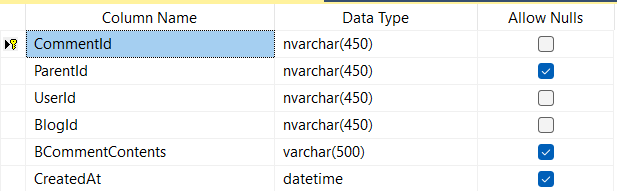 Column Name Data Type Allow Nulls
CommentId nvarchar(450)
ParentId nvarchar(450)
UserId nvarchar(450)
BlogId nvarchar(450)
BCommentContents varchar(500)
CreatedAt datetime